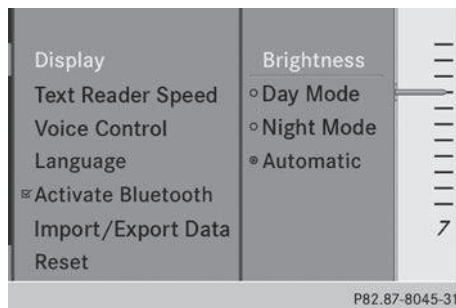 Display
Text Reader Speed
Voice Control
Language
Activate Bluetooth
Import/Export Data
Reset
Brightness
Day Mode
Night Mode
Automatic
7
P82.87-8045-31